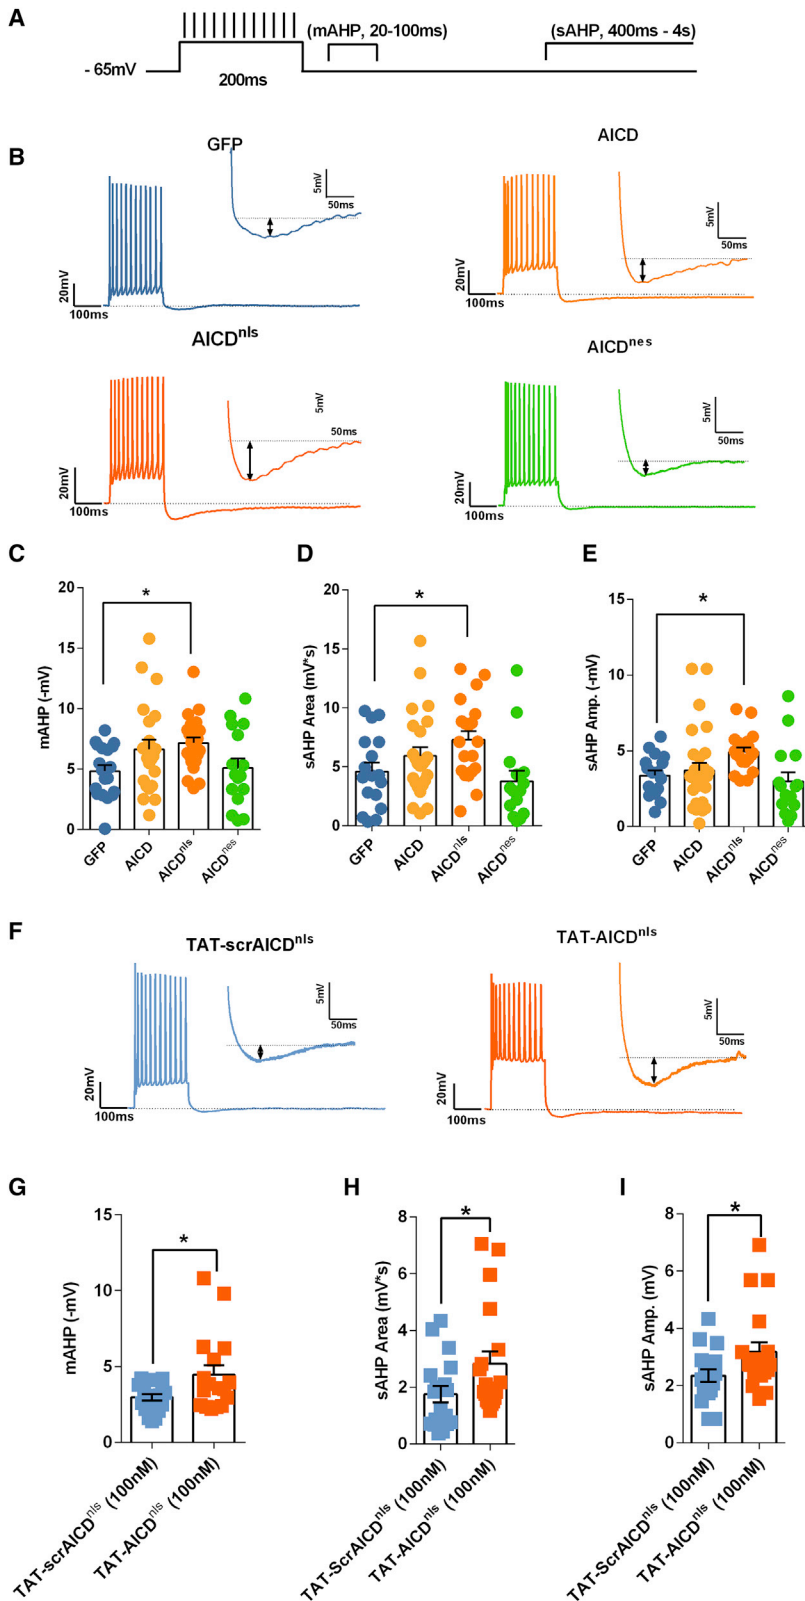 A
(mAHP, 20-100ms)
(sAHP, 400ms - 4s)
- 65mV
200ms
B
GFP
5mV
50ms
20mV
100ms
AICD
5mV
50ms
20mV
100ms
AICDnls
5mV
50ms
20mV
100ms
AICDnes
5mV
50ms
20mV
100ms
C
mAHP (-mV)
20
15
10
5
0
*
GFP
AICD
AICDnls
AICDnes
D
sAHP Area (mV*s)
20
15
10
5
0
*
GFP
AICD
AICDnls
AICDnes
E
sAHP Amp. (-mV)
15
10
5
0
*
GFP
AICD
AICDnls
AICDnes
F
TAT-scrAICDnls
5mV
50ms
20mV
100ms
TAT-AICDnls
5mV
50ms
20mV
100ms
G
mAHP (-mV)
15
10
5
0
*
TAT-scrAICDnls (100nM)
TAT-AICDnls (100nM)
H
sAHP Area (mV*s)
8
6
4
2
0
*
TAT-ScrAICDnls (100nM)
TAT-AICDnls (100nM)
I
sAHP Amp. (mV)
8
6
4
2
0
*
TAT-ScrAICDnls (100nM)
TAT-AICDnls (100nM)